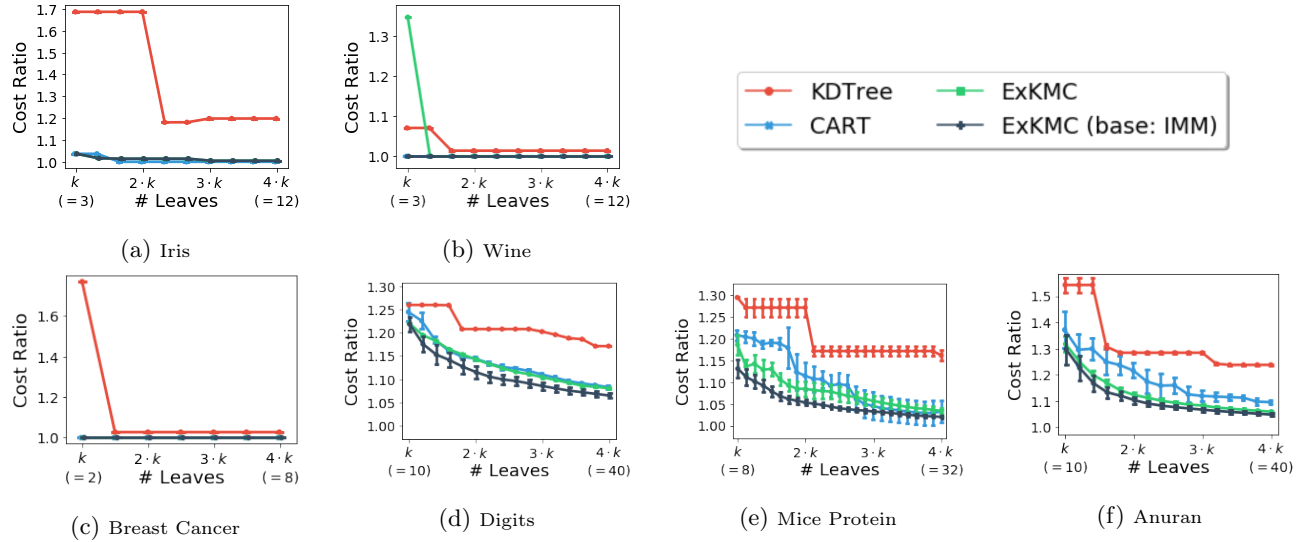 Cost Ratio
1.7
1.6
1.5
1.4
1.3
1.2
1.1
1.0
k 2·k 3·k 4·k
(=3) # Leaves (=12)
(a) Iris
Cost Ratio
1.3
1.2
1.1
1.0
k 2·k 3·k 4·k
(=3) # Leaves (=12)
(b) Wine
KDTree ExKMC
CART ExKMC (base: IMM)
Cost Ratio
1.6
1.4
1.2
1.0
k 2·k 3·k 4·k
(=2) # Leaves (=8)
(c) Breast Cancer
Cost Ratio
1.30
1.25
1.20
1.15
1.10
1.05
1.00
k 2·k 3·k 4·k
(=10) # Leaves (=40)
(d) Digits
Cost Ratio
1.30
1.25
1.20
1.15
1.10
1.05
1.00
k 2·k 3·k 4·k
(=8) # Leaves (=32)
(e) Mice Protein
Cost Ratio
1.5
1.4
1.3
1.2
1.1
1.0
k 2·k 3·k 4·k
(=10) # Leaves (=40)
(f) Anuran